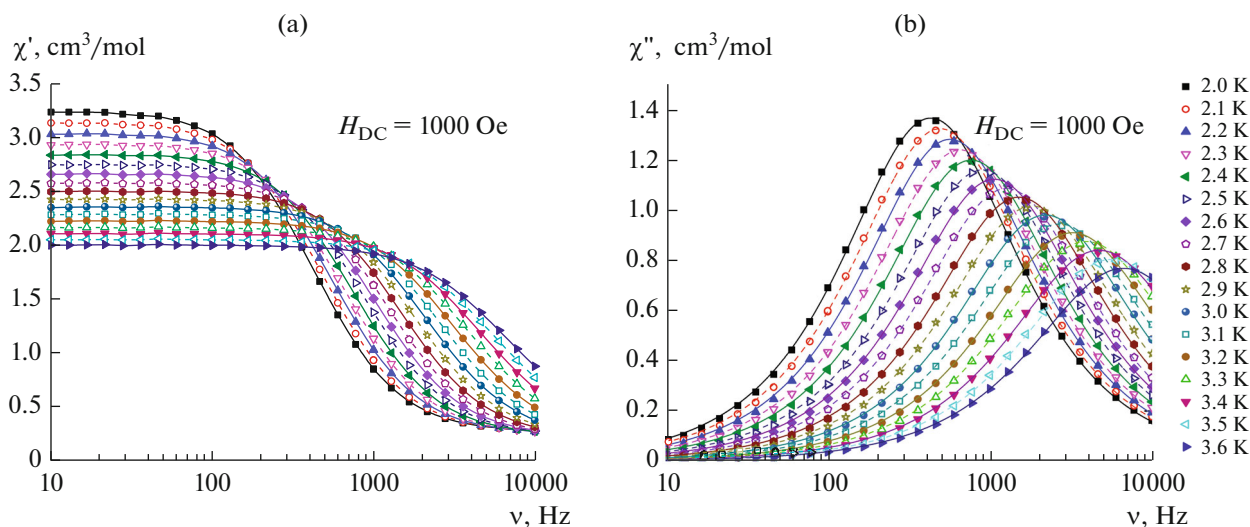 (a)
χ', cm³/mol
3.5
3.0
2.5
2.0
1.5
1.0
0.5
0
H_DC = 1000 Oe
10
100
1000
10000
ν, Hz
(b)
χ", cm³/mol
1.4
1.2
1.0
0.8
0.6
0.4
0.2
0
H_DC = 1000 Oe
10
100
1000
10000
ν, Hz
2.0 K
2.1 K
2.2 K
2.3 K
2.4 K
2.5 K
2.6 K
2.7 K
2.8 K
2.9 K
3.0 K
3.1 K
3.2 K
3.3 K
3.4 K
3.5 K
3.6 K